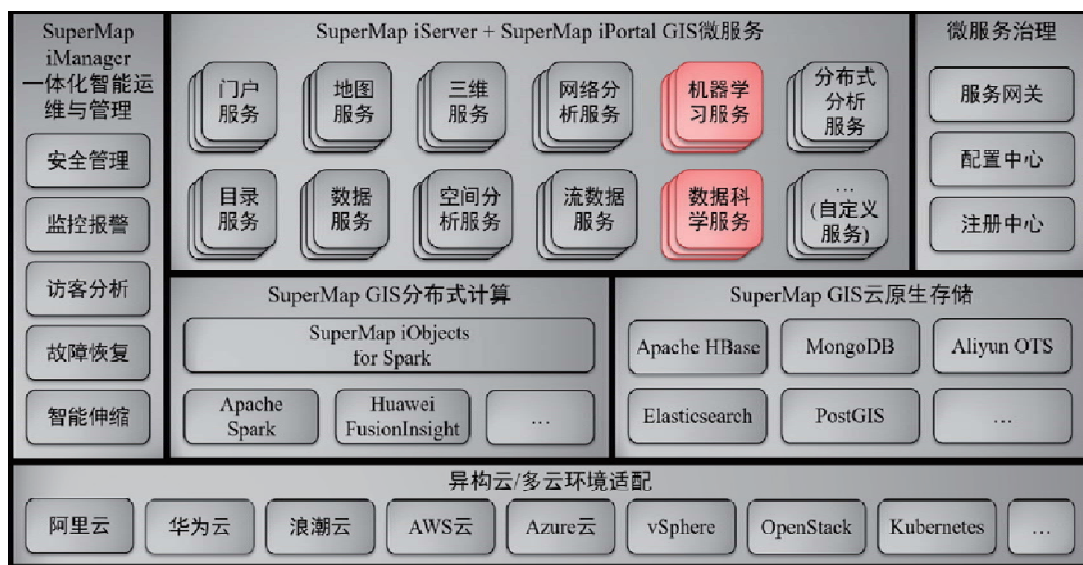 SuperMap
iManager
一体化智能运
维与管理
安全管理
监控报警
访客分析
故障恢复
智能伸缩
SuperMap iServer + SuperMap iPortal GIS微服务
门户
服务
地图
服务
三维
服务
网络分
析服务
机器学
习服务
分布式
分析
服务
目录
服务
数据
服务
空间分
析服务
流数据
服务
数据科
学服务
…
(自定义
服务)
微服务治理
服务网关
配置中心
注册中心
SuperMap GIS分布式计算
SuperMap iObjects
for Spark
Apache
Spark
Huawei
FusionInsight
…
SuperMap GIS云原生存储
Apache HBase
MongoDB
Aliyun OTS
Elasticsearch
PostGIS
…
异构云/多云环境适配
阿里云
华为云
浪潮云
AWS云
Azure云
vSphere
OpenStack
Kubernetes
…